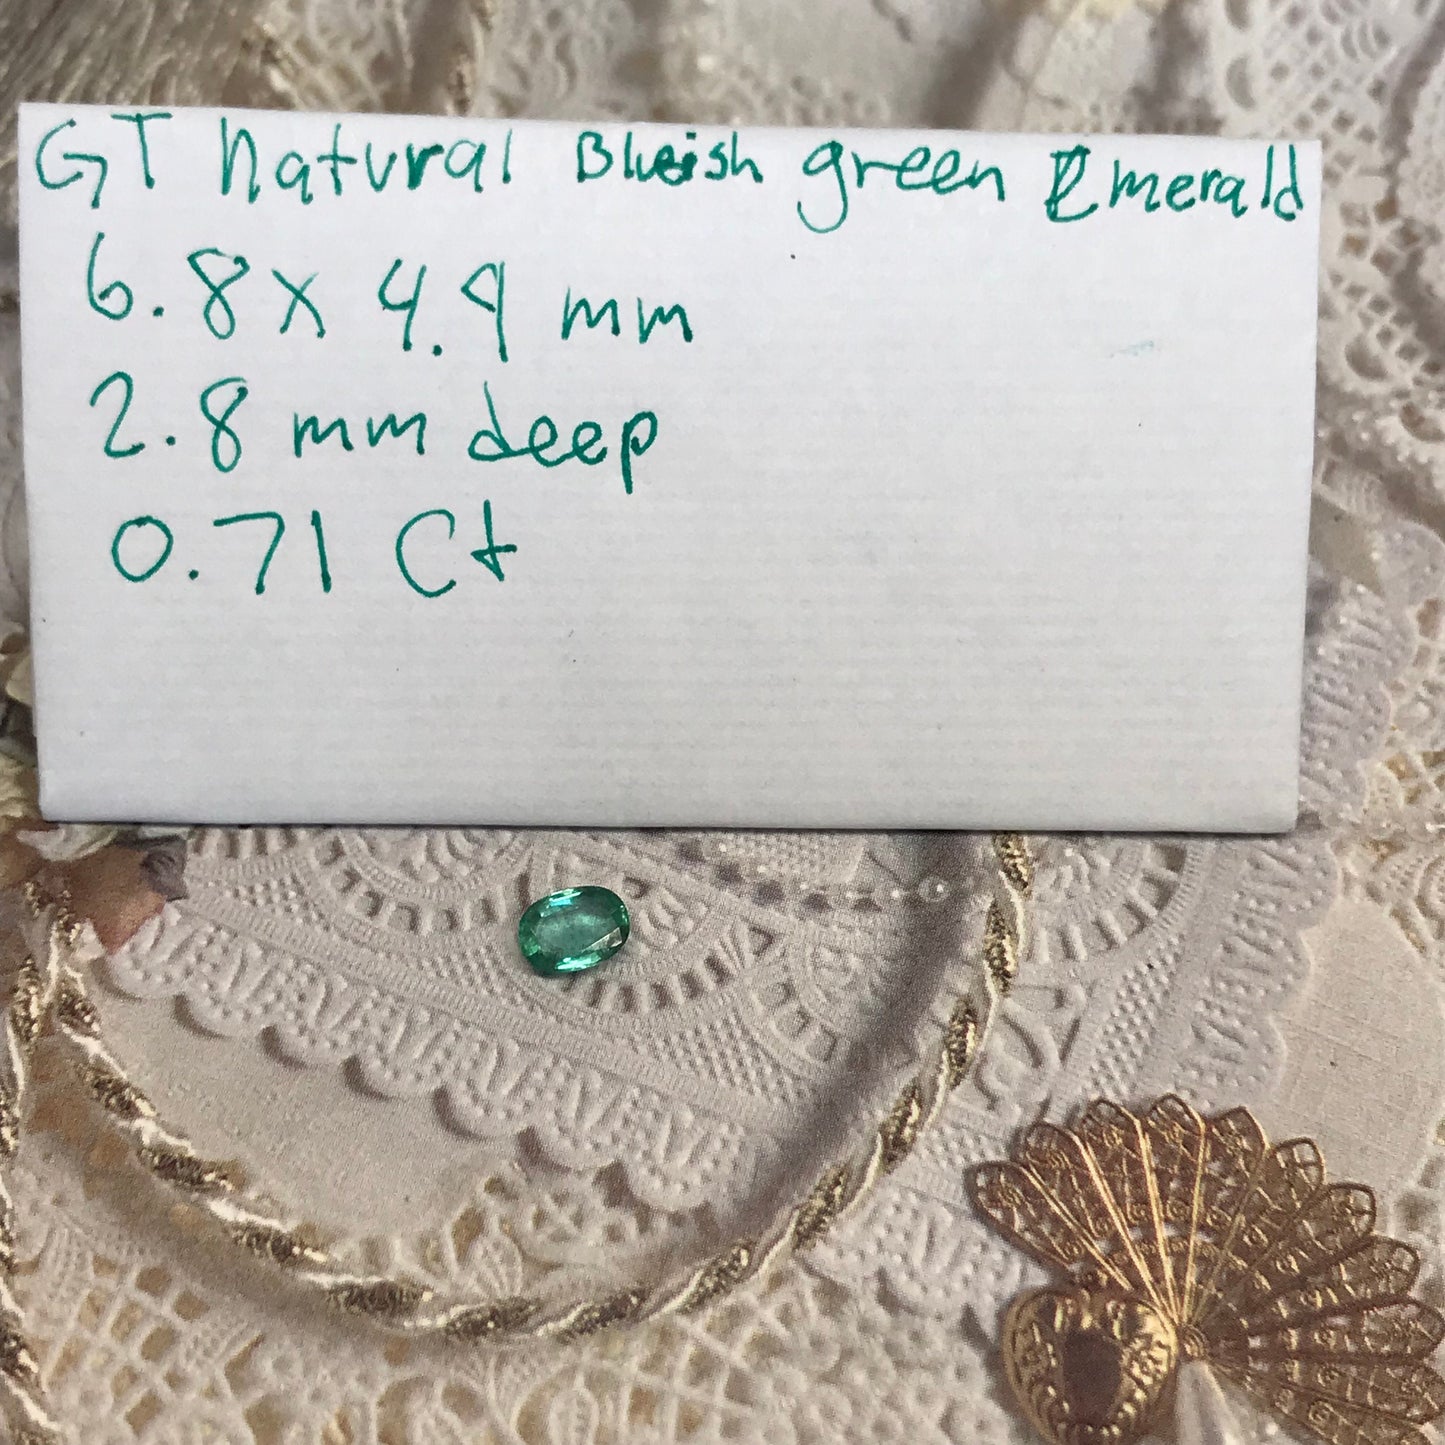 GT Natural Blueish green Emerald
6.8 x 4.9 mm
2.8 mm deep
0.71 Ct